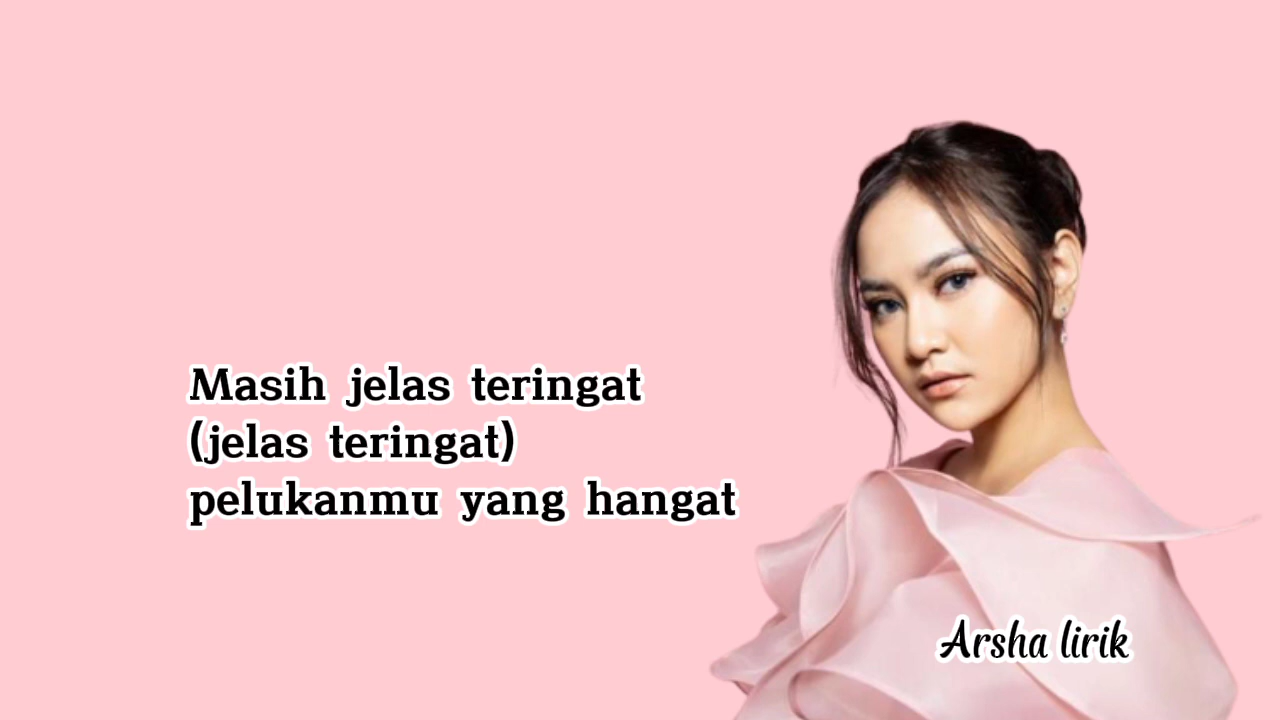 Masih jelas teringat
(jelas teringat)
pelukanmu yang hangat
Arsha lirik